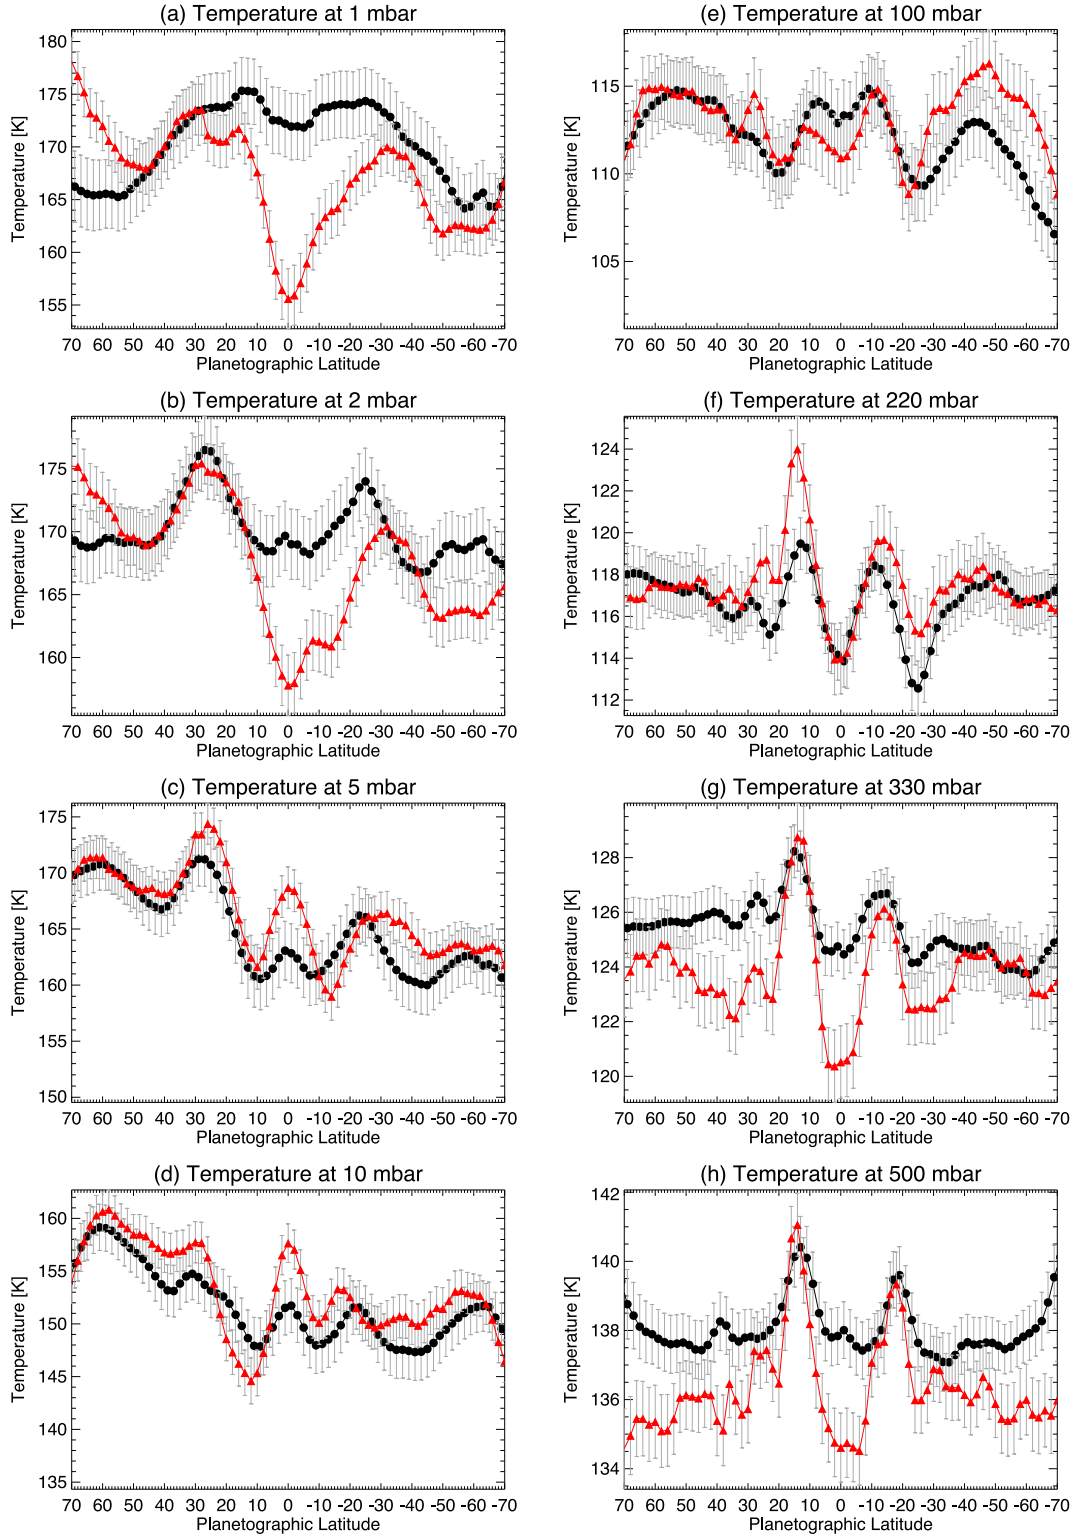 (a) Temperature at 1 mbar
180
175
170
165
160
155
Temperature [K]
70 60 50 40 30 20 10 0 -10 -20 -30 -40 -50 -60 -70
Planetographic Latitude
(b) Temperature at 2 mbar
175
170
165
160
Temperature [K]
70 60 50 40 30 20 10 0 -10 -20 -30 -40 -50 -60 -70
Planetographic Latitude
(c) Temperature at 5 mbar
175
170
165
160
155
150
Temperature [K]
70 60 50 40 30 20 10 0 -10 -20 -30 -40 -50 -60 -70
Planetographic Latitude
(d) Temperature at 10 mbar
160
155
150
145
140
135
Temperature [K]
70 60 50 40 30 20 10 0 -10 -20 -30 -40 -50 -60 -70
Planetographic Latitude
(e) Temperature at 100 mbar
115
110
105
Temperature [K]
70 60 50 40 30 20 10 0 -10 -20 -30 -40 -50 -60 -70
Planetographic Latitude
(f) Temperature at 220 mbar
124
122
120
118
116
114
112
Temperature [K]
70 60 50 40 30 20 10 0 -10 -20 -30 -40 -50 -60 -70
Planetographic Latitude
(g) Temperature at 330 mbar
128
126
124
122
120
Temperature [K]
70 60 50 40 30 20 10 0 -10 -20 -30 -40 -50 -60 -70
Planetographic Latitude
(h) Temperature at 500 mbar
142
140
138
136
134
Temperature [K]
70 60 50 40 30 20 10 0 -10 -20 -30 -40 -50 -60 -70
Planetographic Latitude